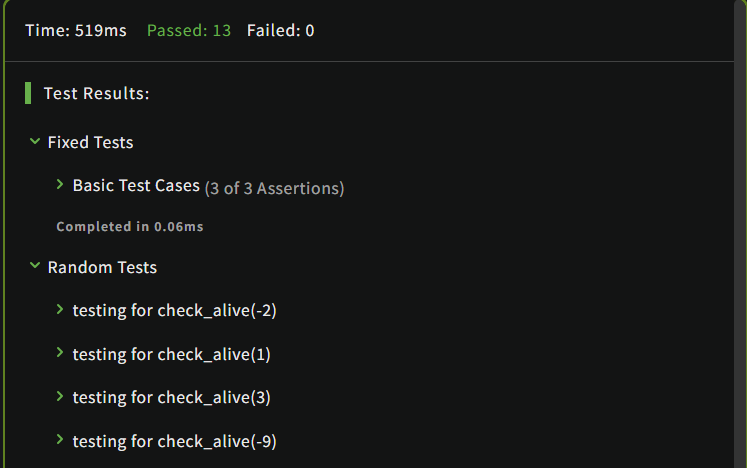 Time: 519ms Passed: 13 Failed: 0
Test Results:
Fixed Tests
Basic Test Cases (3 of 3 Assertions)
Completed in 0.06ms
Random Tests
testing for check_alive(-2)
testing for check_alive(1)
testing for check_alive(3)
testing for check_alive(-9)